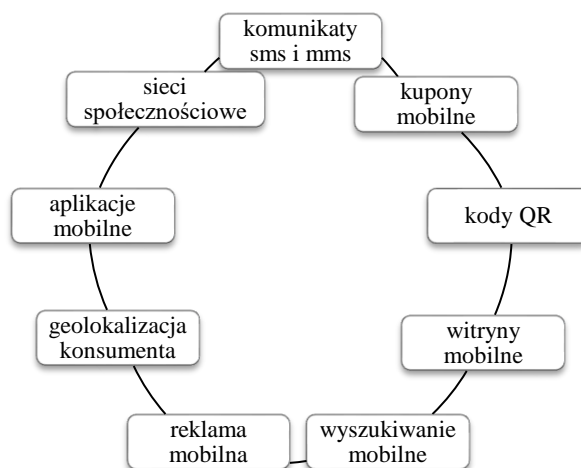 komunikaty
sms i mms
kupony
mobilne
kody QR
witryny
mobilne
wyszukiwanie
mobilne
reklama
mobilna
geolokalizacja
konsumenta
aplikacje
mobilne
sieci
społecznościowe